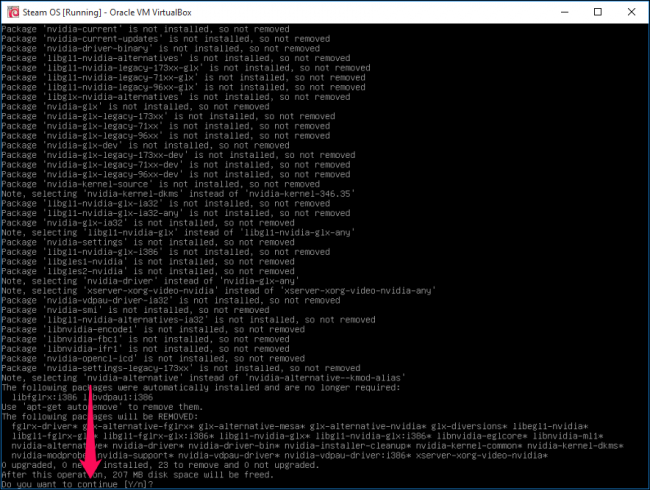 Steam OS [Running] - Oracle VM VirtualBox
Package 'nvidia-current' is not installed, so not removed
Package 'nvidia-current-updates' is not installed, so not removed
Package 'nvidia-driver-binary' is not installed, so not removed
Package 'libgl1-nvidia-alternatives' is not installed, so not removed
Package 'libgl1-nvidia-legacy-173xx-glx' is not installed, so not removed
Package 'libgl1-nvidia-legacy-71xx-glx' is not installed, so not removed
Package 'libgl1-nvidia-legacy-96xx-glx' is not installed, so not removed
Package 'libglx-nvidia-alternatives' is not installed, so not removed
Package 'nvidia-glx' is not installed, so not removed
Package 'nvidia-glx-legacy-173xx' is not installed, so not removed
Package 'nvidia-glx-legacy-71xx' is not installed, so not removed
Package 'nvidia-glx-legacy-96xx' is not installed, so not removed
Package 'nvidia-glx-dev' is not installed, so not removed
Package 'nvidia-glx-legacy-173xx-dev' is not installed, so not removed
Package 'nvidia-glx-legacy-71xx-dev' is not installed, so not removed
Package 'nvidia-glx-legacy-96xx-dev' is not installed, so not removed
Package 'nvidia-kernel-source' is not installed, so not removed
Note, selecting 'nvidia-kernel-dkms' instead of 'nvidia-kernel-346.35'
Package 'libgl1-nvidia-glx-ia32' is not installed, so not removed
Package 'libgl1-nvidia-glx-ia32-any' is not installed, so not removed
Package 'nvidia-glx-ia32' is not installed, so not removed
Note, selecting 'libgl1-nvidia-glx' instead of 'libgl1-nvidia-glx-any'
Package 'nvidia-settings' is not installed, so not removed
Package 'libgl1-nvidia-glx-i386' is not installed, so not removed
Package 'libgles1-nvidia' is not installed, so not removed
Package 'libgles2-nvidia' is not installed, so not removed
Note, selecting 'nvidia-driver' instead of 'nvidia-glx-any'
Note, selecting 'xserver-xorg-video-nvidia' instead of 'xserver-xorg-video-nvidia-any'
Package 'nvidia-vdpau-driver-ia32' is not installed, so not removed
Package 'nvidia-smi' is not installed, so not removed
Package 'libgl1-nvidia-alternatives-ia32' is not installed, so not removed
Package 'libnvidia-encode1' is not installed, so not removed
Package 'libnvidia-fbc1' is not installed, so not removed
Package 'libnvidia-ifr1' is not installed, so not removed
Package 'nvidia-opencl-icd' is not installed, so not removed
Package 'nvidia-settings-legacy-173xx' is not installed, so not removed
Note, selecting 'nvidia-alternative' instead of 'nvidia-alternative--kmod-alias'
The following packages were automatically installed and are no longer required:
libfglrx:i386 libvdpau1:i386
Use 'apt-get autoremove' to remove them.
The following packages will be REMOVED:
fglrx-driver* glx-alternative-fglrx* glx-alternative-mesa* glx-alternative-nvidia* glx-diversions* libegl1-nvidia*
libgl1-fglrx-glx* libgl1-fglrx-glx:i386* libgl1-nvidia-glx* libgl1-nvidia-glx:i386* libnvidia-eglcore* libnvidia-ml1*
nvidia-alternative* nvidia-driver* nvidia-driver-bin* nvidia-installer-cleanup* nvidia-kernel-common* nvidia-kernel-dkms*
nvidia-modprobe* nvidia-support* nvidia-vdpau-driver* nvidia-vdpau-driver:i386* xserver-xorg-video-nvidia*
0 upgraded, 0 newly installed, 23 to remove and 0 not upgraded.
After this operation, 207 MB disk space will be freed.
Do you want to continue [Y/n]?